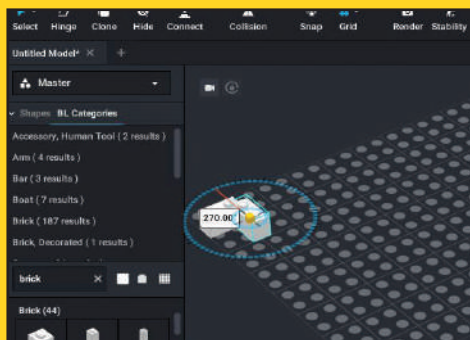 Select Hinge Clone Hide Connect Collision Snap Grid Render Stability
Untitled Model* × +
Master
Shapes BL Categories
Accessory, Human Tool ( 2 results )
Arm ( 4 results )
Bar ( 3 results )
Boat ( 7 results )
Brick ( 187 results )
Brick, Decorated ( 1 results )
270.00
brick ×
Brick (44)